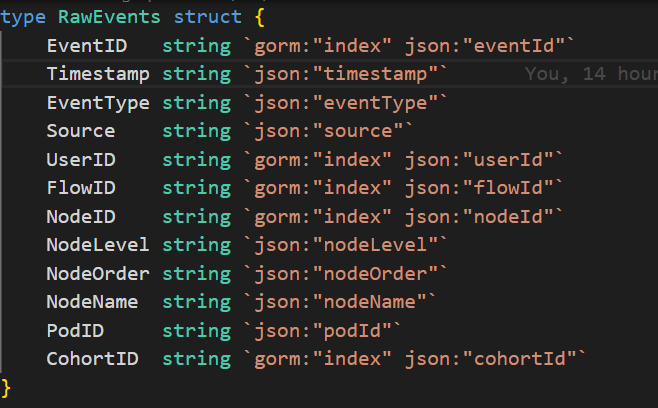 type RawEvents struct {
EventID string `gorm:"index" json:"eventId"`
Timestamp string `json:"timestamp"` You, 14 hour
EventType string `json:"eventType"`
Source string `json:"source"`
UserID string `gorm:"index" json:"userId"`
FlowID string `gorm:"index" json:"flowId"`
NodeID string `gorm:"index" json:"nodeId"`
NodeLevel string `json:"nodeLevel"`
NodeOrder string `json:"nodeOrder"`
NodeName string `json:"nodeName"`
PodID string `json:"podId"`
CohortID string `gorm:"index" json:"cohortId"`
}